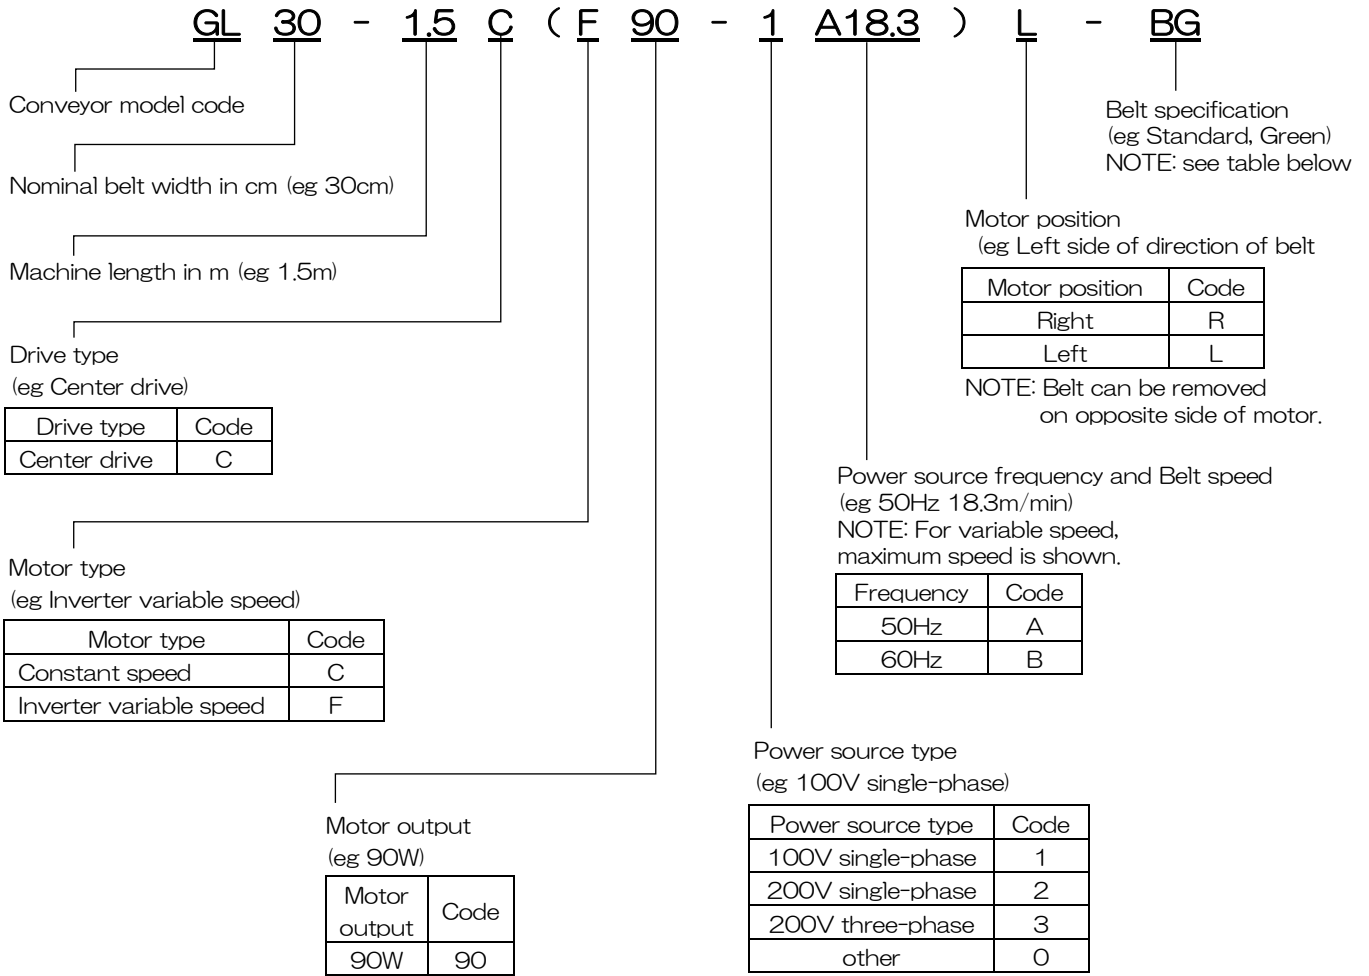 GL 30 - 1.5 C ( F 90 - 1 A18.3 ) L - BG
Conveyor model code
Nominal belt width in cm (eg 30cm)
Machine length in m (eg 1.5m)
Drive type
(eg Center drive)
Drive type Code
Center drive C
Motor type
(eg Inverter variable speed)
Motor type Code
Constant speed C
Inverter variable speed F
Motor output
(eg 90W)
Motor
output Code
90W 90
Power source type
(eg 100V single-phase)
Power source type Code
100V single-phase 1
200V single-phase 2
200V three-phase 3
other 0
Power source frequency and Belt speed
(eg 50Hz 18.3m/min)
NOTE: For variable speed,
maximum speed is shown.
Frequency Code
50Hz A
60Hz B
Motor position
(eg Left side of direction of belt
Motor position Code
Right R
Left L
NOTE: Belt can be removed
on opposite side of motor.
Belt specification
(eg Standard, Green)
NOTE: see table below